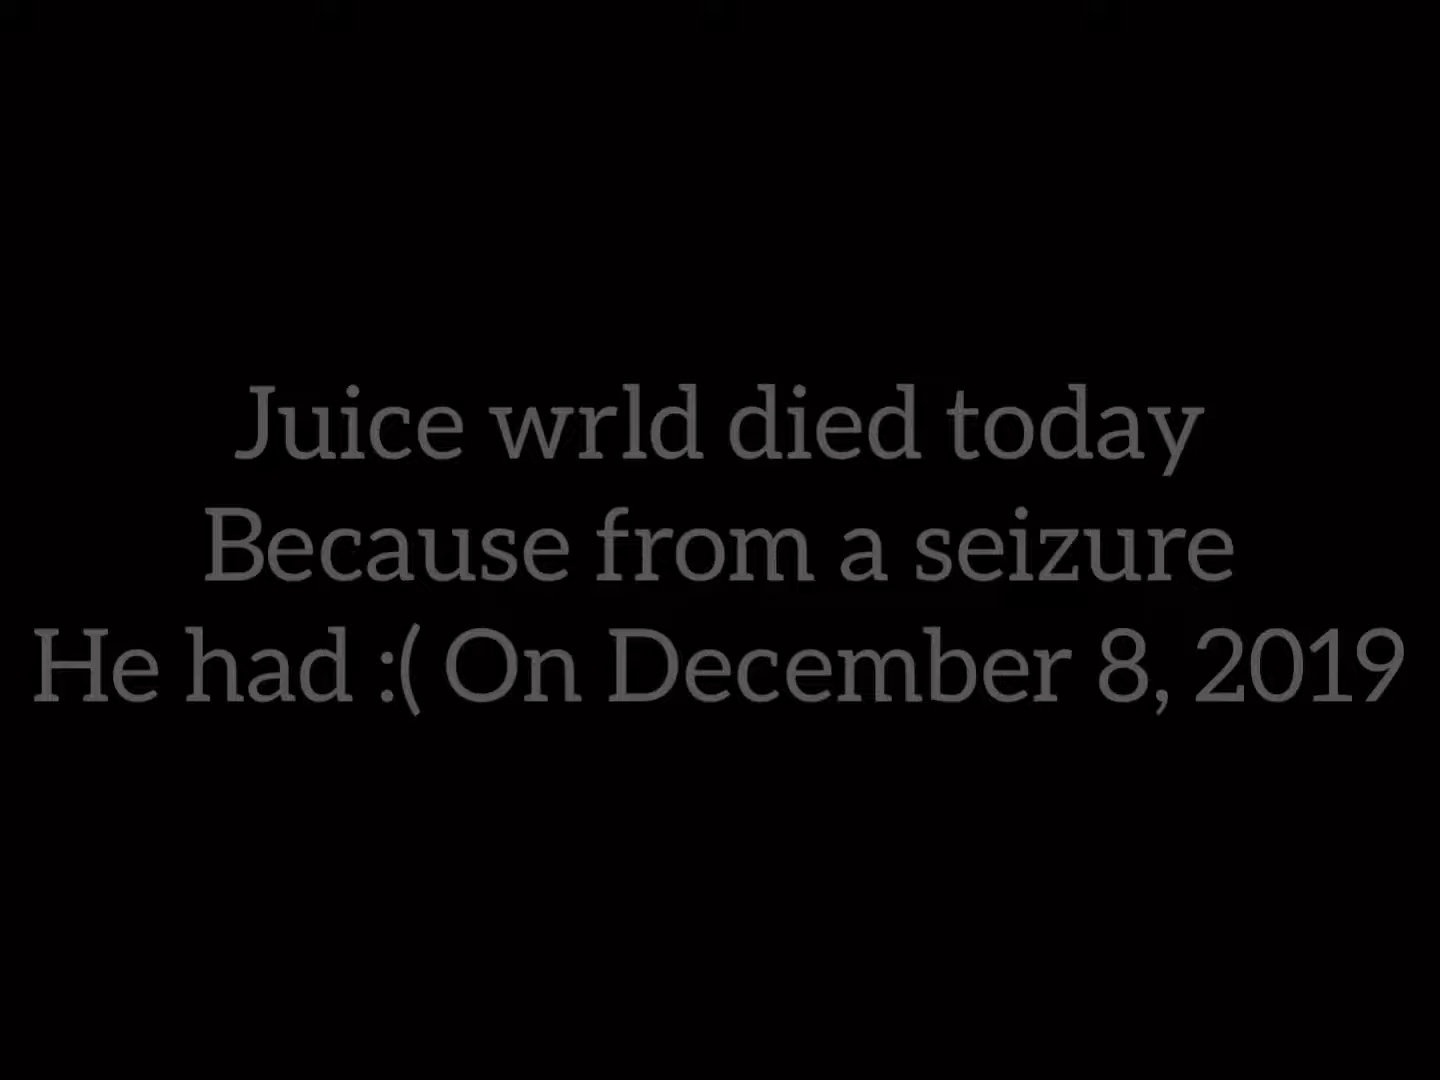 Juice wrld died today
Because from a seizure
He had :( On December 8, 2019